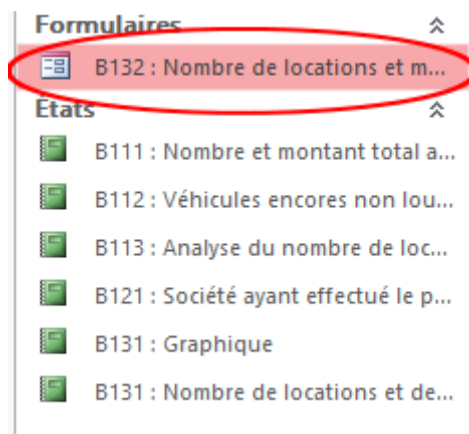 Formulaires
B132 : Nombre de locations et m...
États
B111 : Nombre et montant total a...
B112 : Véhicules encores non lou...
B113 : Analyse du nombre de loc...
B121 : Société ayant effectué le p...
B131 : Graphique
B131 : Nombre de locations et de...